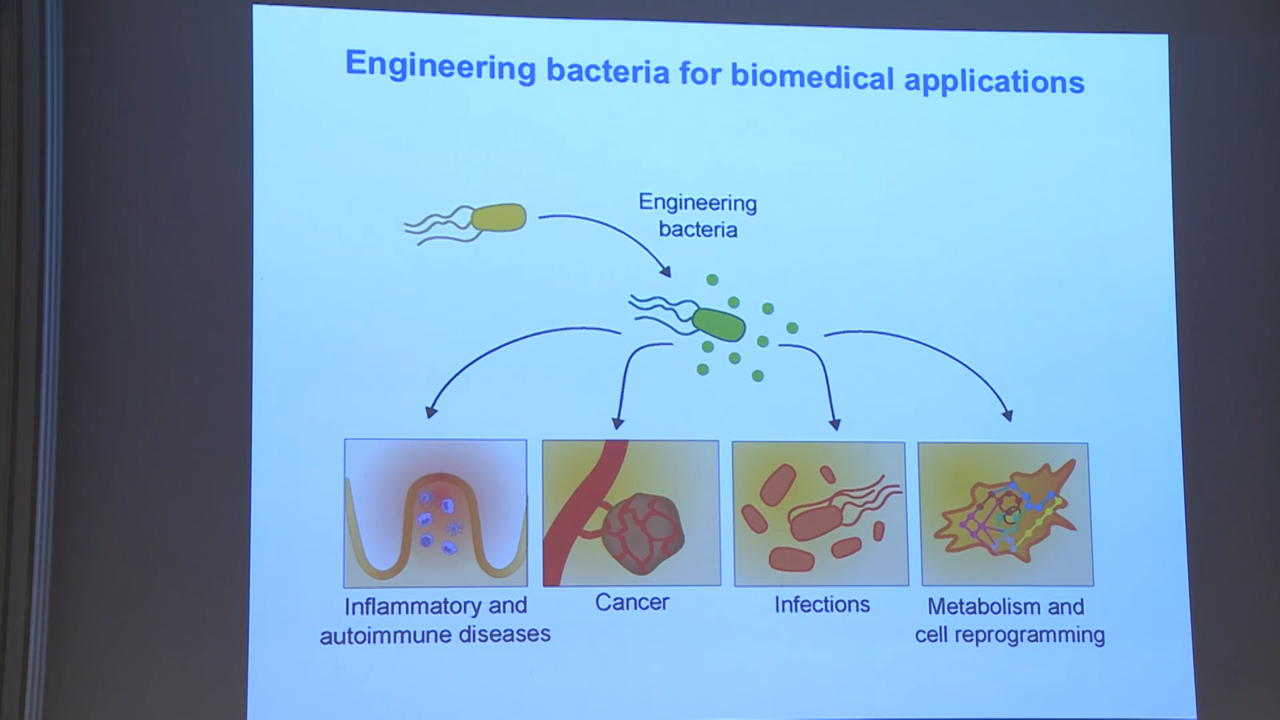 Engineering bacteria for biomedical applications
Engineering
bacteria
Inflammatory and
autoimmune diseases
Cancer
Infections
Metabolism and
cell reprogramming